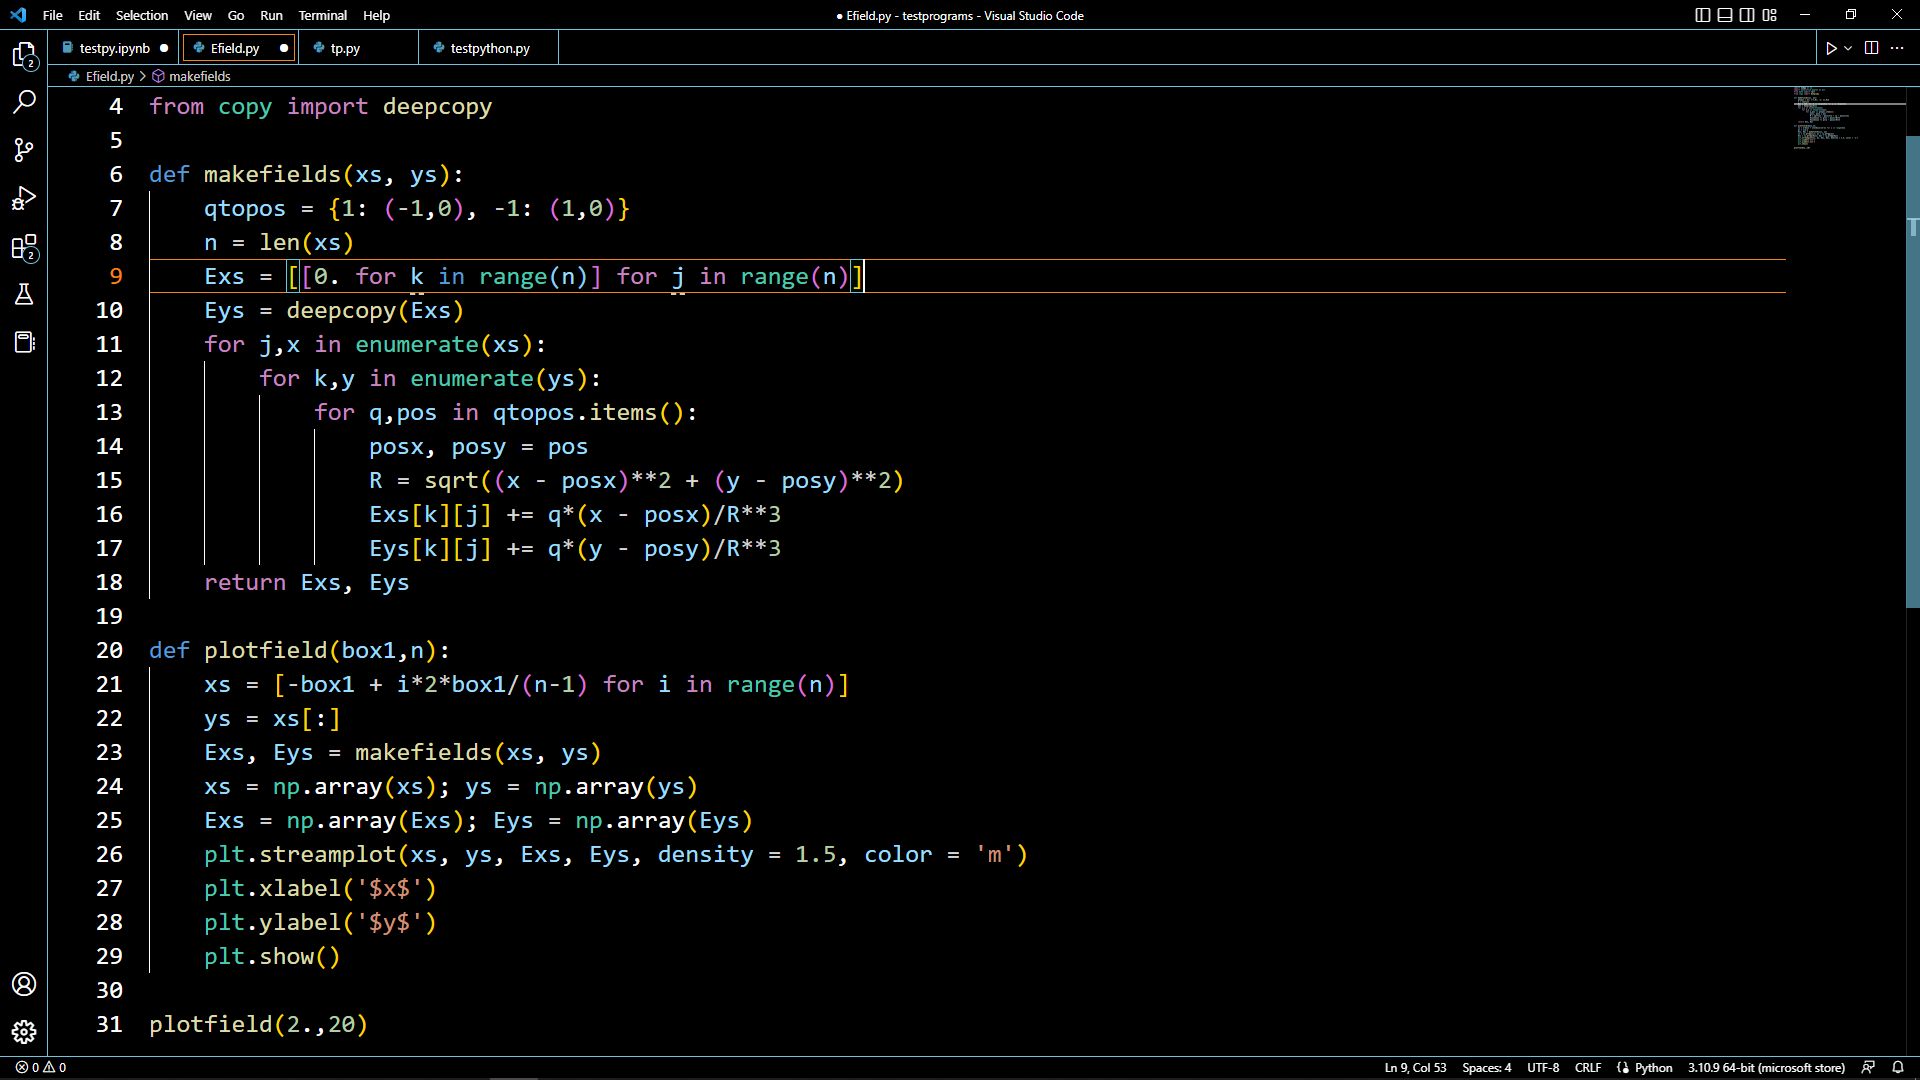 File Edit Selection View Go Run Terminal Help
● Efield.py - testprograms - Visual Studio Code
testpy.ipynb ● Efield.py ● tp.py testpython.py
Efield.py > makefields
4 from copy import deepcopy
5
6 def makefields(xs, ys):
7     qtopos = {1: (-1,0), -1: (1,0)}
8     n = len(xs)
9     Exs = [[0. for k in range(n)] for j in range(n)]
10     Eys = deepcopy(Exs)
11     for j,x in enumerate(xs):
12         for k,y in enumerate(ys):
13             for q,pos in qtopos.items():
14                 posx, posy = pos
15                 R = sqrt((x - posx)**2 + (y - posy)**2)
16                 Exs[k][j] += q*(x - posx)/R**3
17                 Eys[k][j] += q*(y - posy)/R**3
18     return Exs, Eys
19
20 def plotfield(box1,n):
21     xs = [-box1 + i*2*box1/(n-1) for i in range(n)]
22     ys = xs[:]
23     Exs, Eys = makefields(xs, ys)
24     xs = np.array(xs); ys = np.array(ys)
25     Exs = np.array(Exs); Eys = np.array(Eys)
26     plt.streamplot(xs, ys, Exs, Eys, density = 1.5, color = 'm')
27     plt.xlabel('$x$')
28     plt.ylabel('$y$')
29     plt.show()
30
31 plotfield(2.,20)
2
2
0 0
Ln 9, Col 53 Spaces: 4 UTF-8 CRLF Python 3.10.9 64-bit (microsoft store)